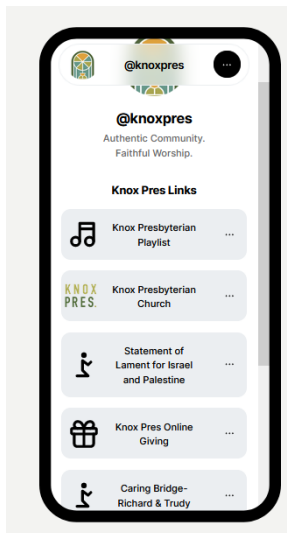 @knoxpres
@knoxpres
Authentic Community.
Faithful Worship.
Knox Pres Links
Knox Presbyterian
Playlist
KNOX
PRES.
Knox Presbyterian
Church
Statement of
Lament for Israel
and Palestine
Knox Pres Online
Giving
Caring Bridge-
Richard & Trudy